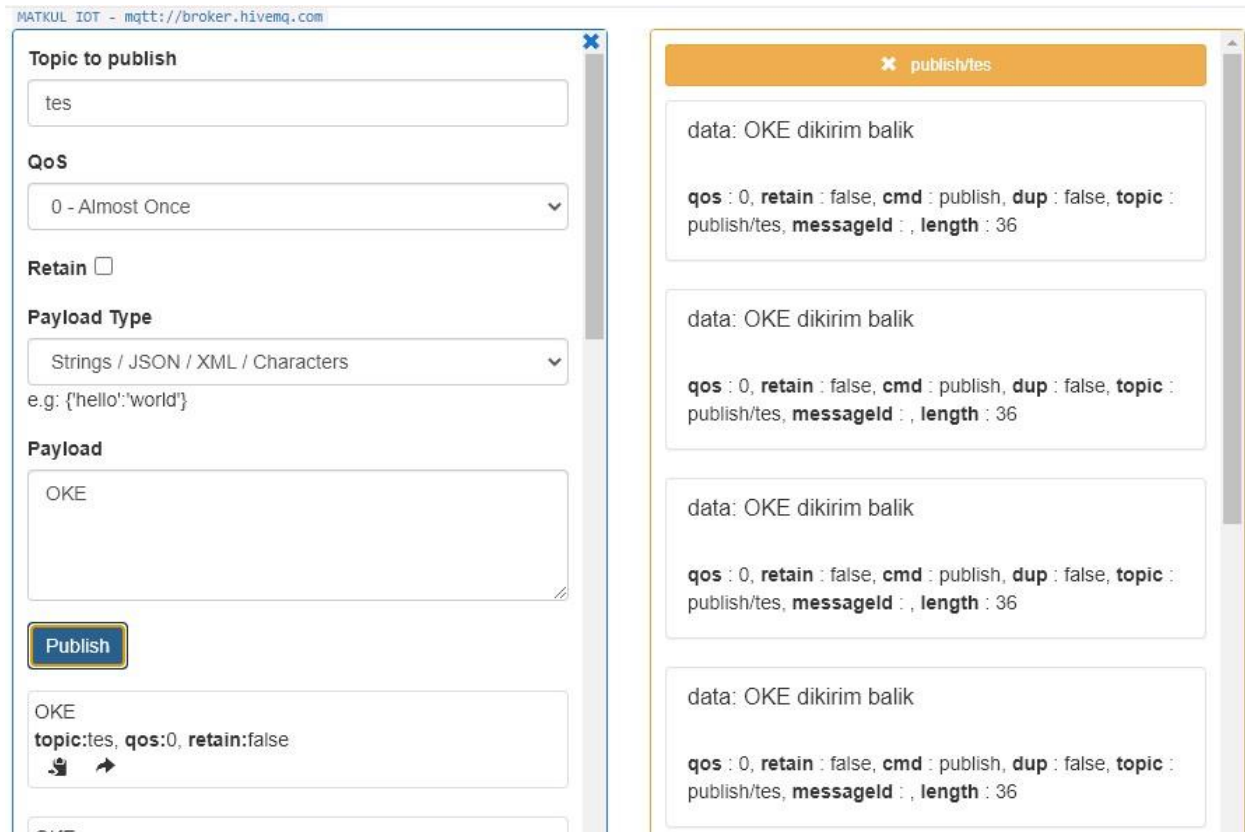 MATKUL IOT - mqtt://broker.hivemq.com
Topic to publish
tes
QoS
0 - Almost Once
Retain
Payload Type
Strings / JSON / XML / Characters
e.g: {'hello':'world'}
Payload
OKE
Publish
OKE
topic:tes, qos:0, retain:false
publish/tes
data: OKE dikirim balik
qos : 0, retain : false, cmd : publish, dup : false, topic :
publish/tes, messageId : , length : 36
data: OKE dikirim balik
qos : 0, retain : false, cmd : publish, dup : false, topic :
publish/tes, messageId : , length : 36
data: OKE dikirim balik
qos : 0, retain : false, cmd : publish, dup : false, topic :
publish/tes, messageId : , length : 36
data: OKE dikirim balik
qos : 0, retain : false, cmd : publish, dup : false, topic :
publish/tes, messageId : , length : 36